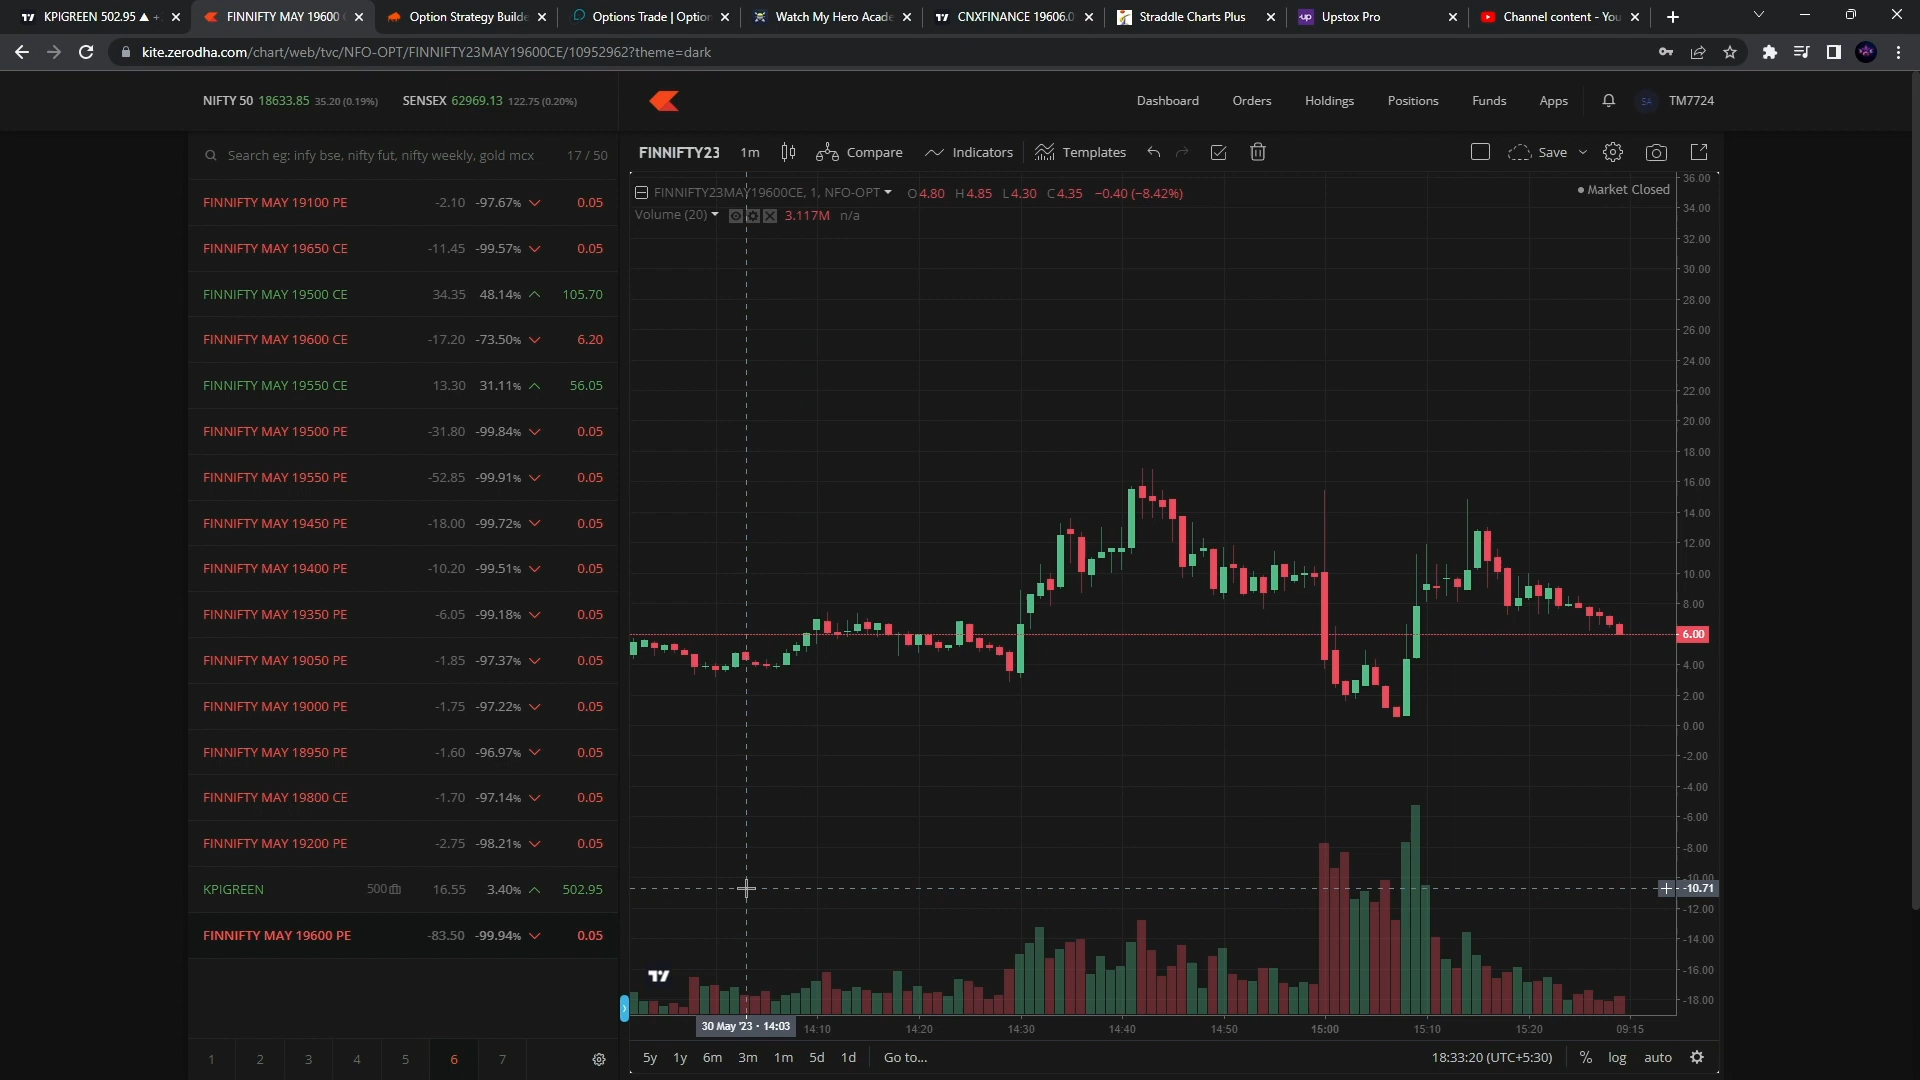 KPIGREEN 502.95 ▲ +
FINNIFTY MAY 19600
Option Strategy Builde
Options Trade | Option
Watch My Hero Acade
CNXFINANCE 19606.0
Straddle Charts Plus
Upstox Pro
Channel content - You
kite.zerodha.com/chart/web/tvc/NFO-OPT/FINNIFTY23MAY19600CE/10952962?theme=dark
NIFTY 50 18633.85 35.20 (0.19%) SENSEX 62969.13 122.75 (0.20%)
Dashboard Orders Holdings Positions Funds Apps SA TM7724
Search eg: infy bse, nifty fut, nifty weekly, gold mcx 17 / 50
FINNIFTY MAY 19100 PE -2.10 -97.67% 0.05
FINNIFTY MAY 19650 CE -11.45 -99.57% 0.05
FINNIFTY MAY 19500 CE 34.35 48.14% 105.70
FINNIFTY MAY 19600 CE -17.20 -73.50% 6.20
FINNIFTY MAY 19550 CE 13.30 31.11% 56.05
FINNIFTY MAY 19500 PE -31.80 -99.84% 0.05
FINNIFTY MAY 19550 PE -52.85 -99.91% 0.05
FINNIFTY MAY 19450 PE -18.00 -99.72% 0.05
FINNIFTY MAY 19400 PE -10.20 -99.51% 0.05
FINNIFTY MAY 19350 PE -6.05 -99.18% 0.05
FINNIFTY MAY 19050 PE -1.85 -97.37% 0.05
FINNIFTY MAY 19000 PE -1.75 -97.22% 0.05
FINNIFTY MAY 18950 PE -1.60 -96.97% 0.05
FINNIFTY MAY 19800 CE -1.70 -97.14% 0.05
FINNIFTY MAY 19200 PE -2.75 -98.21% 0.05
KPIGREEN 500 16.55 3.40% 502.95
FINNIFTY MAY 19600 PE -83.50 -99.94% 0.05
1 2 3 4 5 6 7
FINNIFTY23 1m Compare Indicators Templates Save
FINNIFTY23MAY19600CE, 1, NFO-OPT O 4.80 H 4.85 L 4.30 C 4.35 −0.40 (−8.42%)
Market Closed
Volume (20) 3.117M n/a
36.00
34.00
32.00
30.00
28.00
26.00
24.00
22.00
20.00
18.00
16.00
14.00
12.00
10.00
8.00
6.00
4.00
2.00
0.00
-2.00
-4.00
-6.00
-8.00
-10.00
-10.71
-12.00
-14.00
-16.00
-18.00
30 May '23 · 14:03 14:10 14:20 14:30 14:40 14:50 15:00 15:10 15:20 09:15
5y 1y 6m 3m 1m 5d 1d Go to... 18:33:20 (UTC+5:30) % log auto